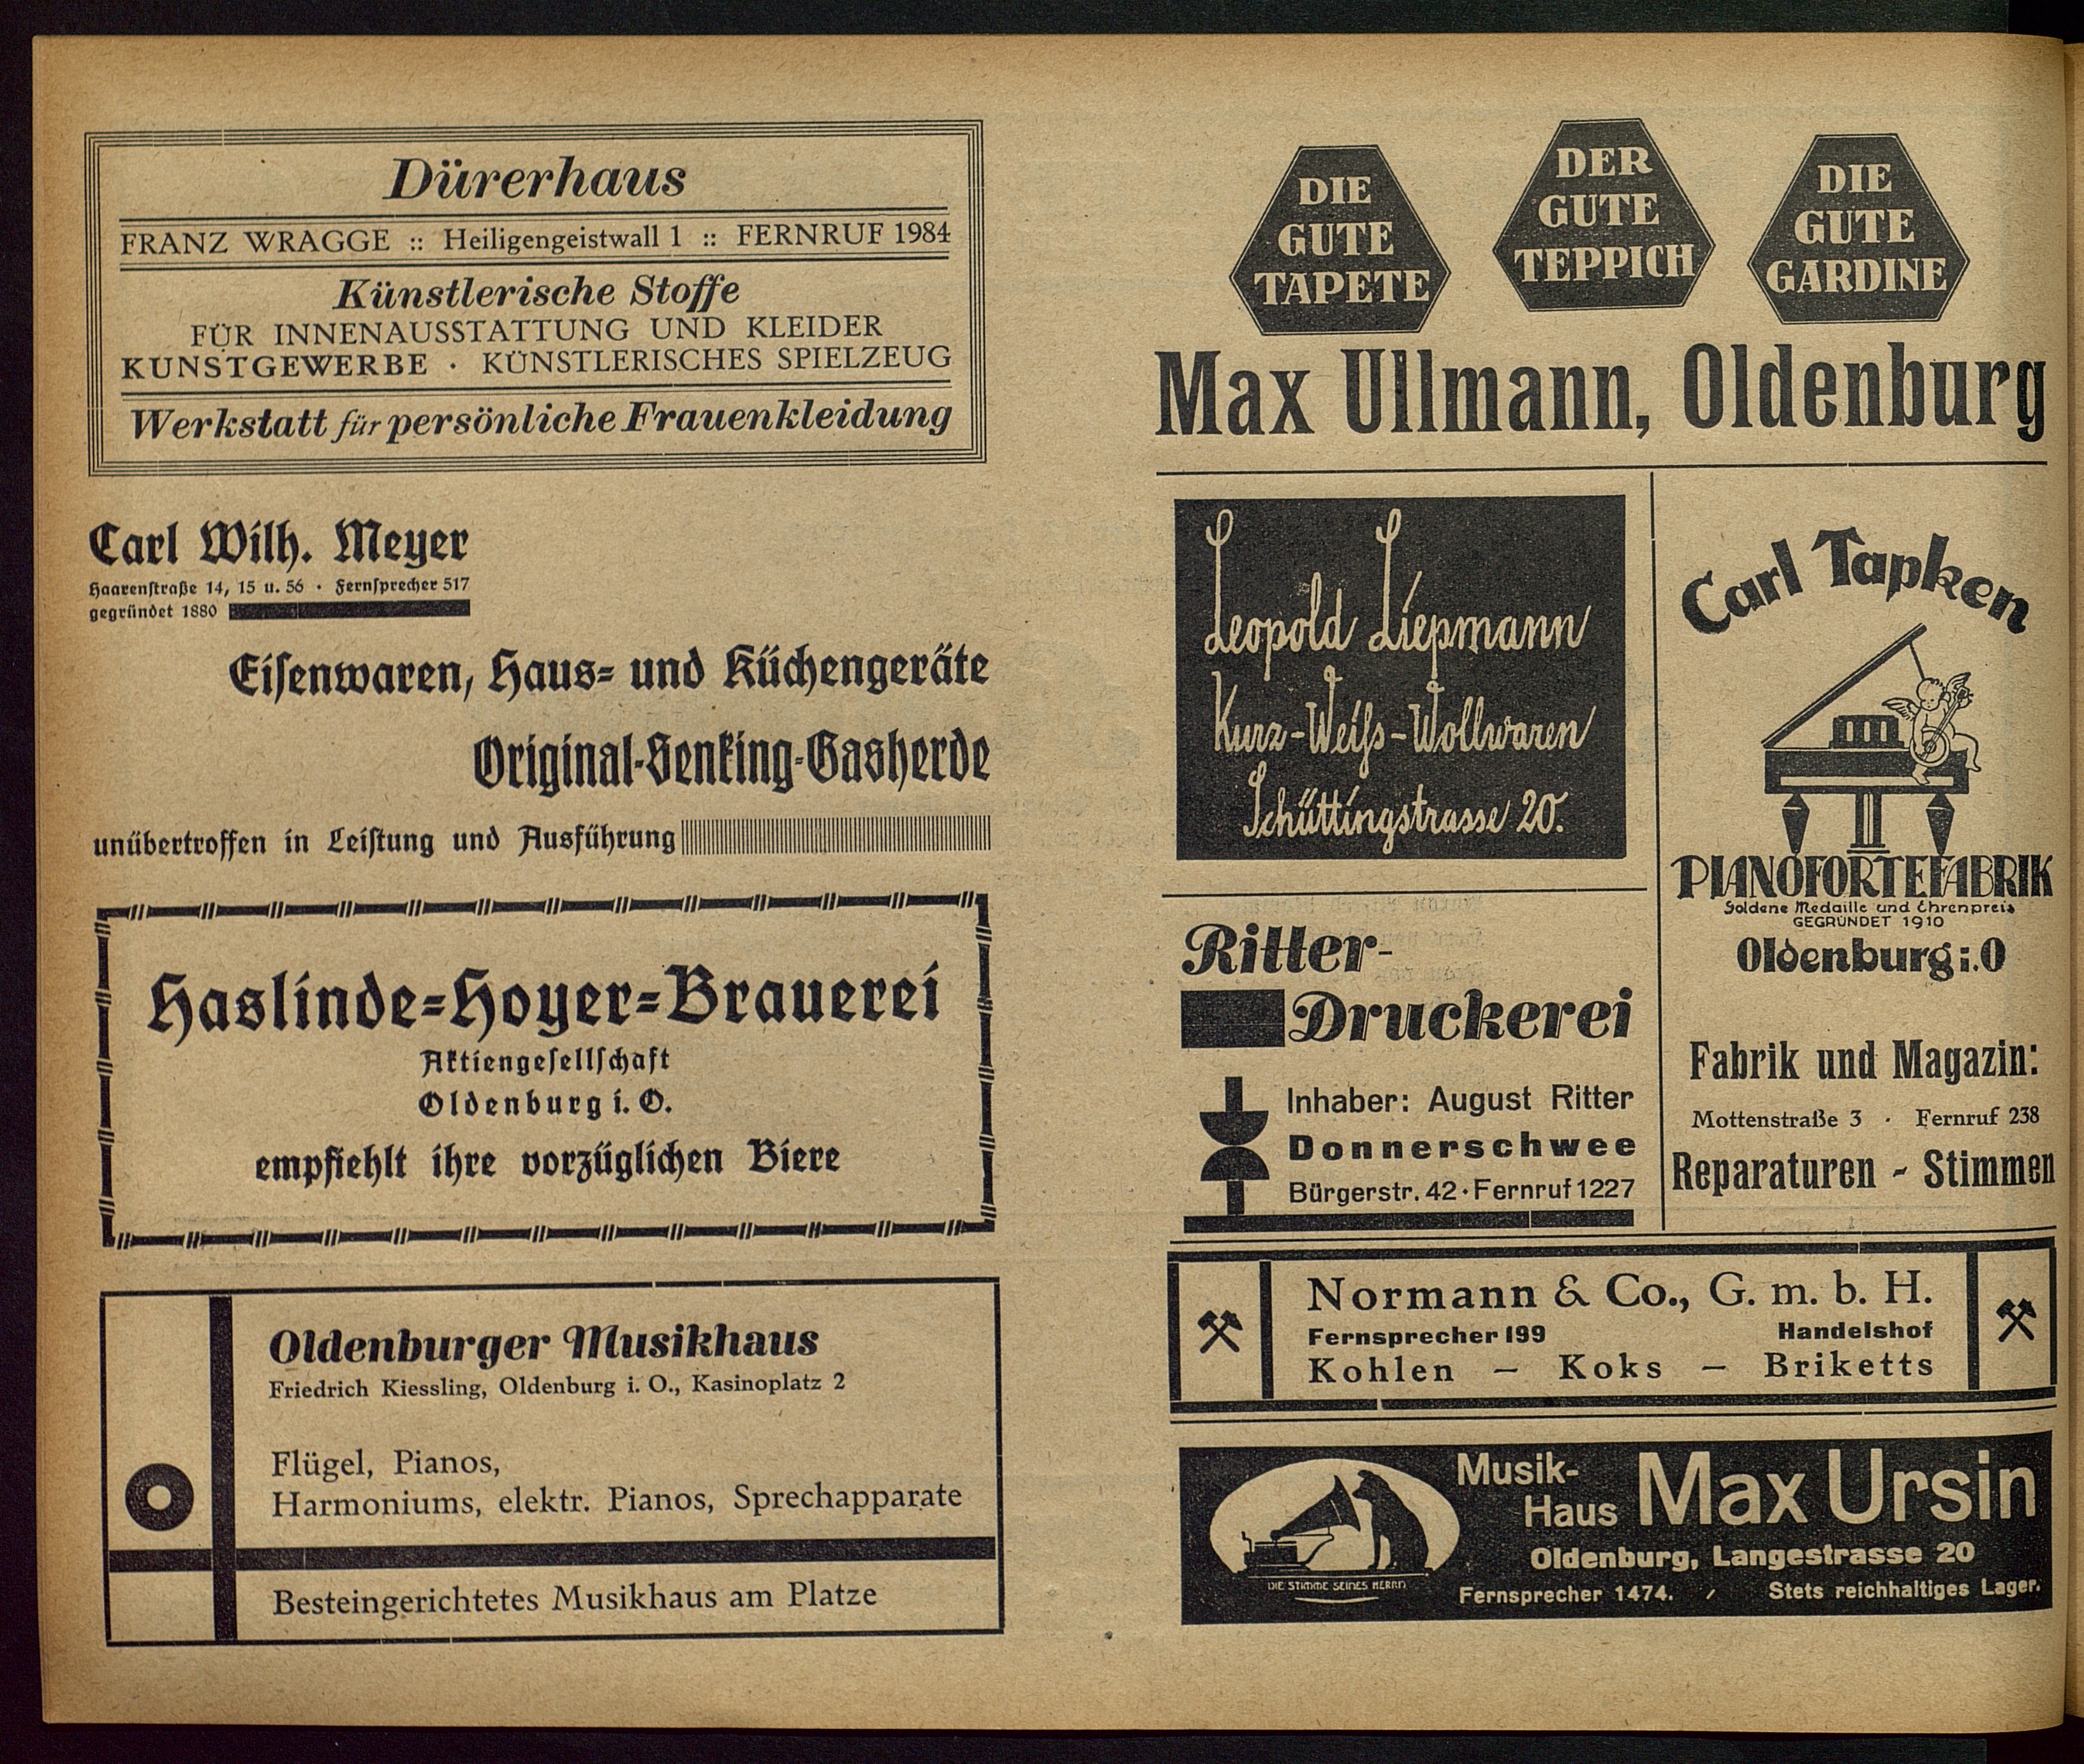 Dürerhaus
FRANZ WRAGGE :: Heiligengeistwall 1 :: FERNRUF 1984
Künstlerische Stoffe
FÜR INNENAUSSTATTUNG UND KLEIDER
KUNSTGEWERBE · KÜNSTLERISCHES SPIELZEUG
Werkstatt für persönliche Frauenkleidung
Carl Wilh. Meyer
Haarenſtraße 14, 15 u. 56 · Fernſprecher 517
gegründet 1880
Eiſenwaren, Haus- und Küchengeräte
Original-Senking-Gasherde
unübertroffen in Leiſtung und Ausführung
Haslinde-Hoyer-Brauerei
Aktiengeſellſchaft
Oldenburg i. O.
empfiehlt ihre vorzüglichen Biere
Oldenburger Musikhaus
Friedrich Kiessling, Oldenburg i. O., Kasinoplatz 2
Flügel, Pianos,
Harmoniums, elektr. Pianos, Sprechapparate
Besteingerichtetes Musikhaus am Platze
DIE
GUTE
TAPETE
DER
GUTE
TEPPICH
DIE
GUTE
GARDINE
Max Ullmann, Oldenburg
Leopold Liepmann
Kurz-Weiſs-Wollwaren
Schüttingstrasse 20.
Carl Tapken
PIANOFORTEFABRIK
Goldene Medaille und Ehrenpreis
GEGRÜNDET 1910
Oldenburg i. O
Fabrik und Magazin:
Mottenstraße 3 · Fernruf 238
Reparaturen - Stimmen
Ritter-
Druckerei
Inhaber: August Ritter
Donnerschwee
Bürgerstr. 42 · Fernruf 1227
Normann & Co., G. m. b. H.
Fernsprecher 199 Handelshof
Kohlen – Koks – Briketts
Musik-
Haus Max Ursin
Oldenburg, Langestrasse 20
Fernsprecher 1474. / Stets reichhaltiges Lager.
DIE STIMME SEINES HERRN